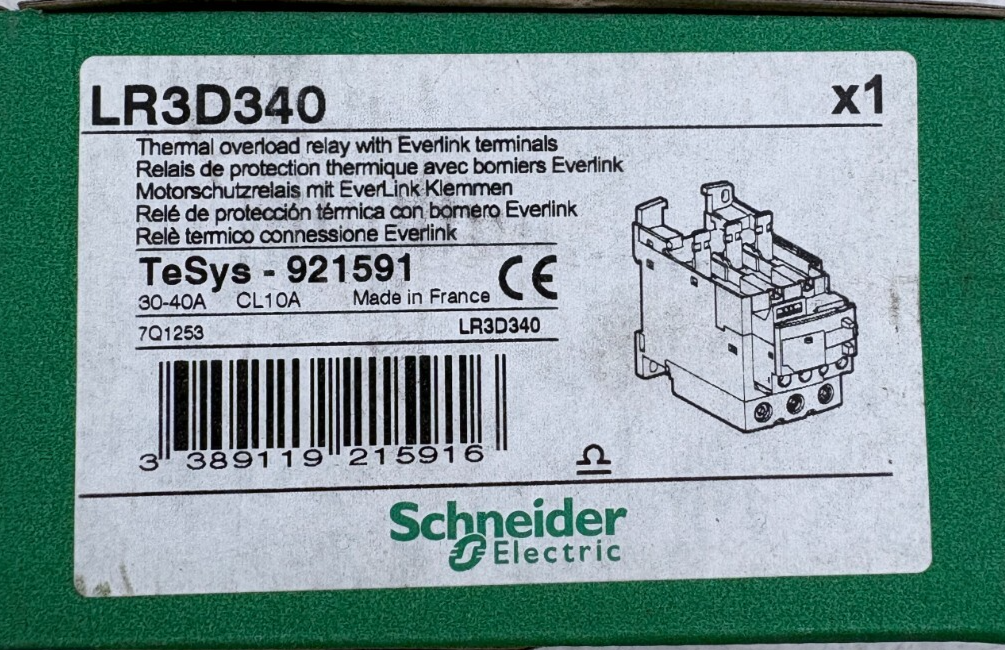 LR3D340 x1
Thermal overload relay with Everlink terminals
Relais de protection thermique avec borniers Everlink
Motorschutzrelais mit EverLink Klemmen
Relé de protección térmica con bornero Everlink
Relè termico connessione Everlink
TeSys - 921591 CE
30-40A CL10A Made in France
7Q1253 LR3D340
3 389119 215916
Schneider
Electric